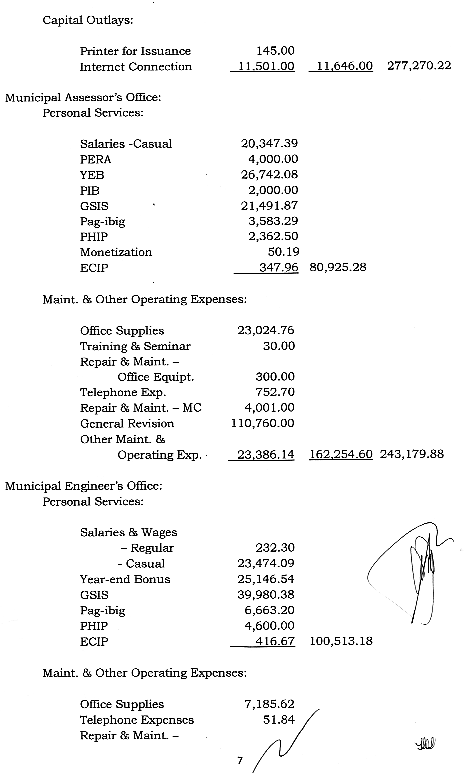 Capital Outlays:
Printer for Issuance 145.00
Internet Connection 11,501.00 11,646.00 277,270.22
Municipal Assessor's Office:
Personal Services:
Salaries -Casual 20,347.39
PERA 4,000.00
YEB 26,742.08
PIB 2,000.00
GSIS 21,491.87
Pag-ibig 3,583.29
PHIP 2,362.50
Monetization 50.19
ECIP 347.96 80,925.28
Maint. & Other Operating Expenses:
Office Supplies 23,024.76
Training & Seminar 30.00
Repair & Maint. –
Office Equipt. 300.00
Telephone Exp. 752.70
Repair & Maint. – MC 4,001.00
General Revision 110,760.00
Other Maint. &
Operating Exp. 23,386.14 162,254.60 243,179.88
Municipal Engineer's Office:
Personal Services:
Salaries & Wages
– Regular 232.30
- Casual 23,474.09
Year-end Bonus 25,146.54
GSIS 39,980.38
Pag-ibig 6,663.20
PHIP 4,600.00
ECIP 416.67 100,513.18
Maint. & Other Operating Expenses:
Office Supplies 7,185.62
Telephone Expenses 51.84
Repair & Maint. –
7